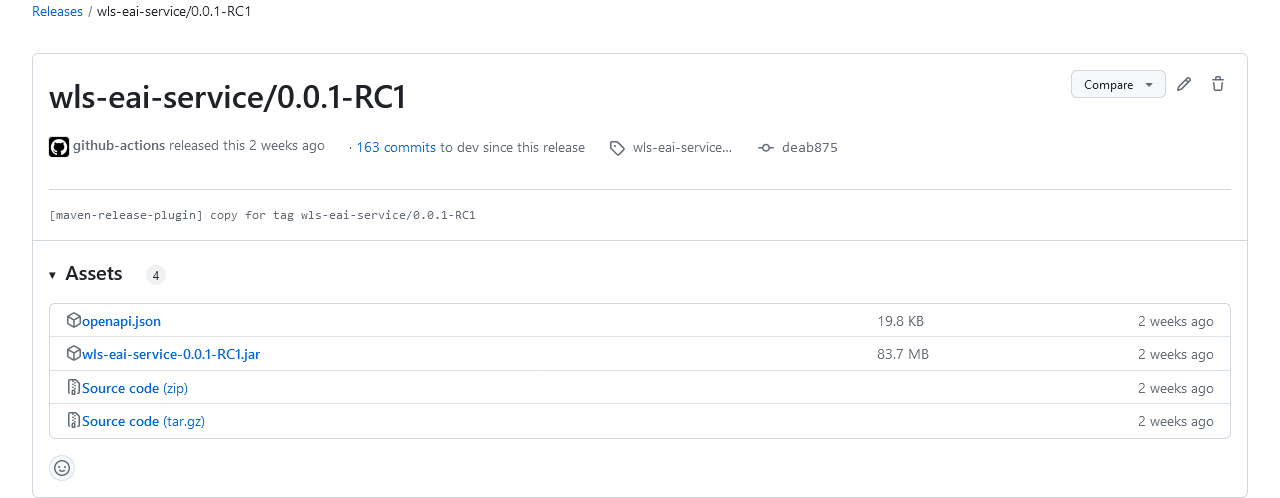 Releases / wls-eai-service/0.0.1-RC1
wls-eai-service/0.0.1-RC1
Compare
github-actions released this 2 weeks ago · 163 commits to dev since this release wls-eai-service... deab875
[maven-release-plugin] copy for tag wls-eai-service/0.0.1-RC1
Assets 4
openapi.json 19.8 KB 2 weeks ago
wls-eai-service-0.0.1-RC1.jar 83.7 MB 2 weeks ago
Source code (zip) 2 weeks ago
Source code (tar.gz) 2 weeks ago